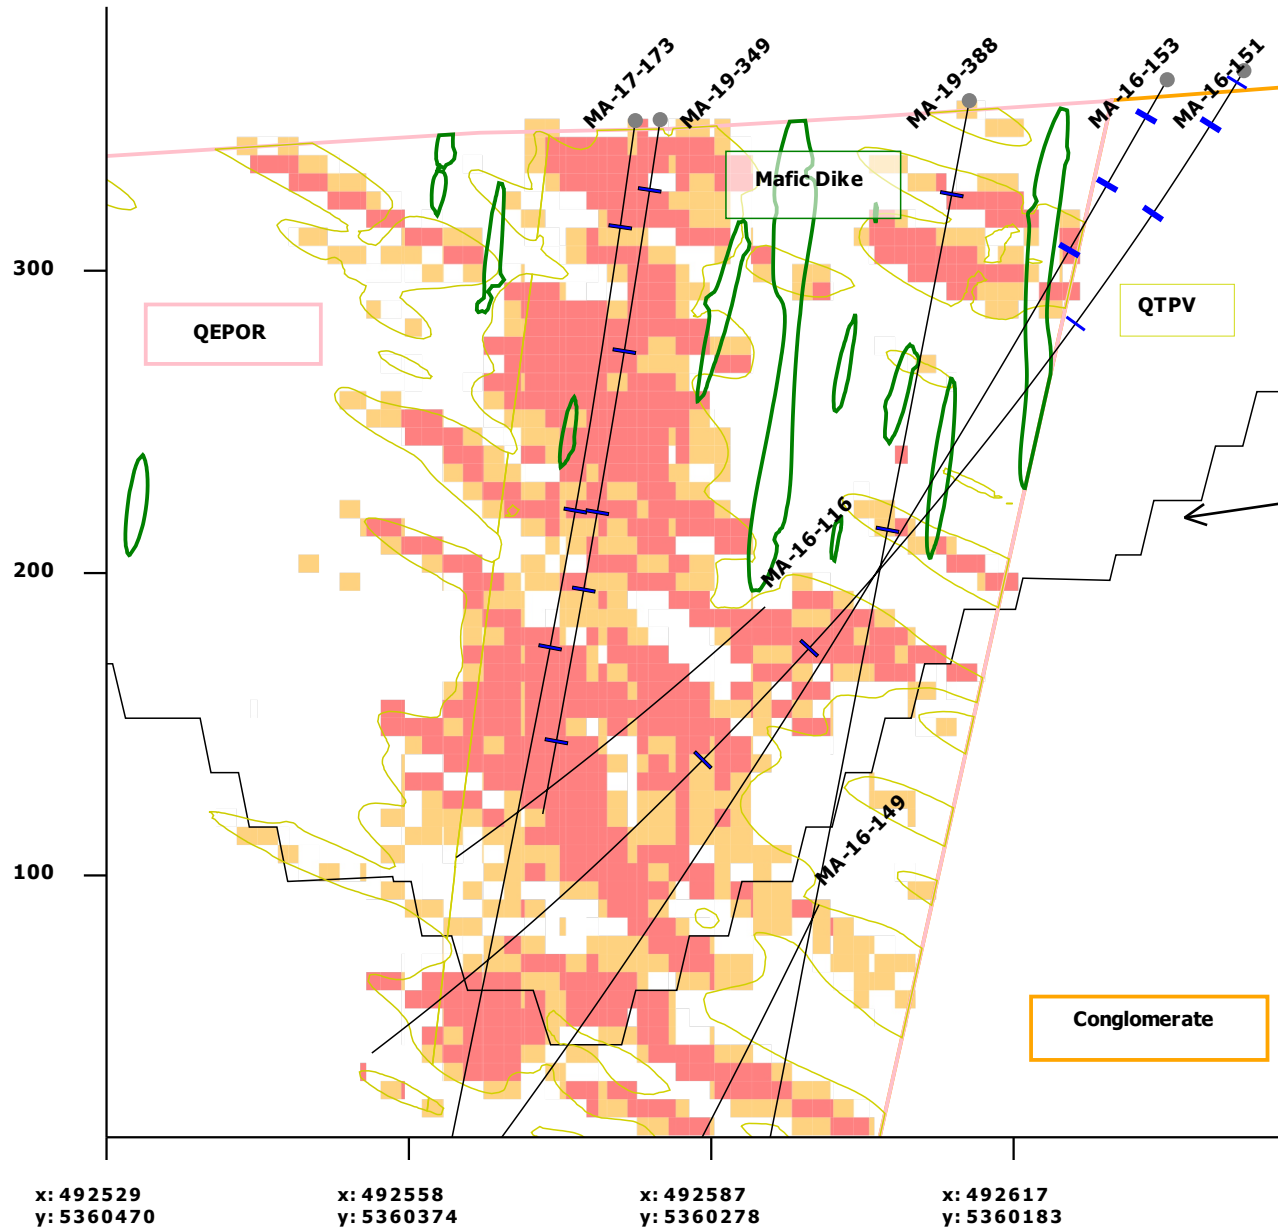 MA-17-173
MA-19-349
MA-19-388
MA-16-153
MA-16-151
Mafic Dike
300
QTPV
QEPOR
MA-16-116
200
MA-16-149
100
Conglomerate
x: 492529
y: 5360470
x: 492558
y: 5360374
x: 492587
y: 5360278
x: 492617
y: 5360183